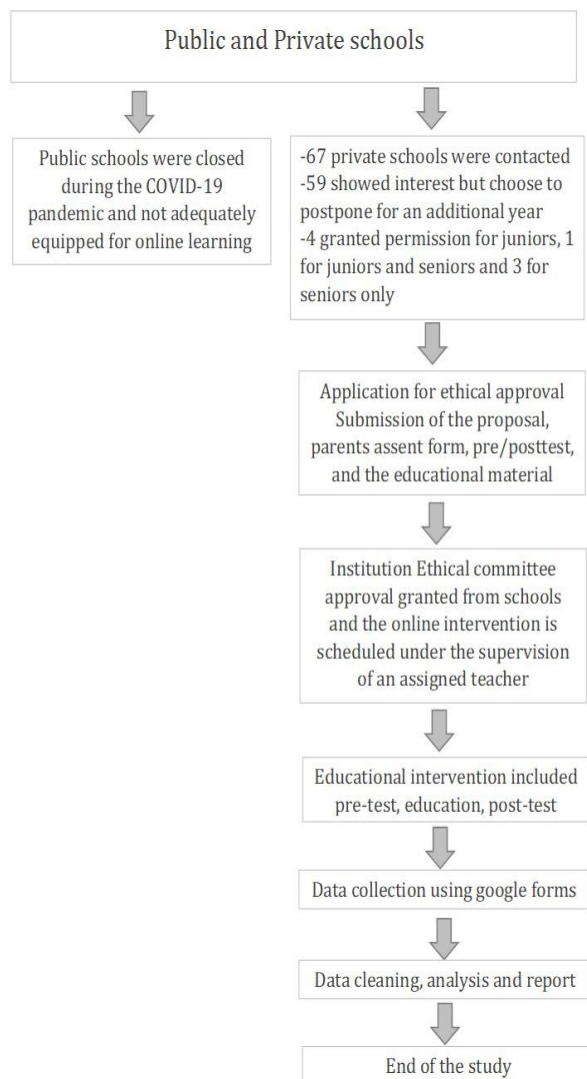 Public and Private schools
Public schools were closed
during the COVID-19
pandemic and not adequately
equipped for online learning
-67 private schools were contacted
-59 showed interest but choose to
postpone for an additional year
-4 granted permission for juniors, 1
for juniors and seniors and 3 for
seniors only
Application for ethical approval
Submission of the proposal,
parents assent form, pre/posttest,
and the educational material
Institution Ethical committee
approval granted from schools
and the online intervention is
scheduled under the supervision
of an assigned teacher
Educational intervention included
pre-test, education, post-test
Data collection using google forms
Data cleaning, analysis and report
End of the study